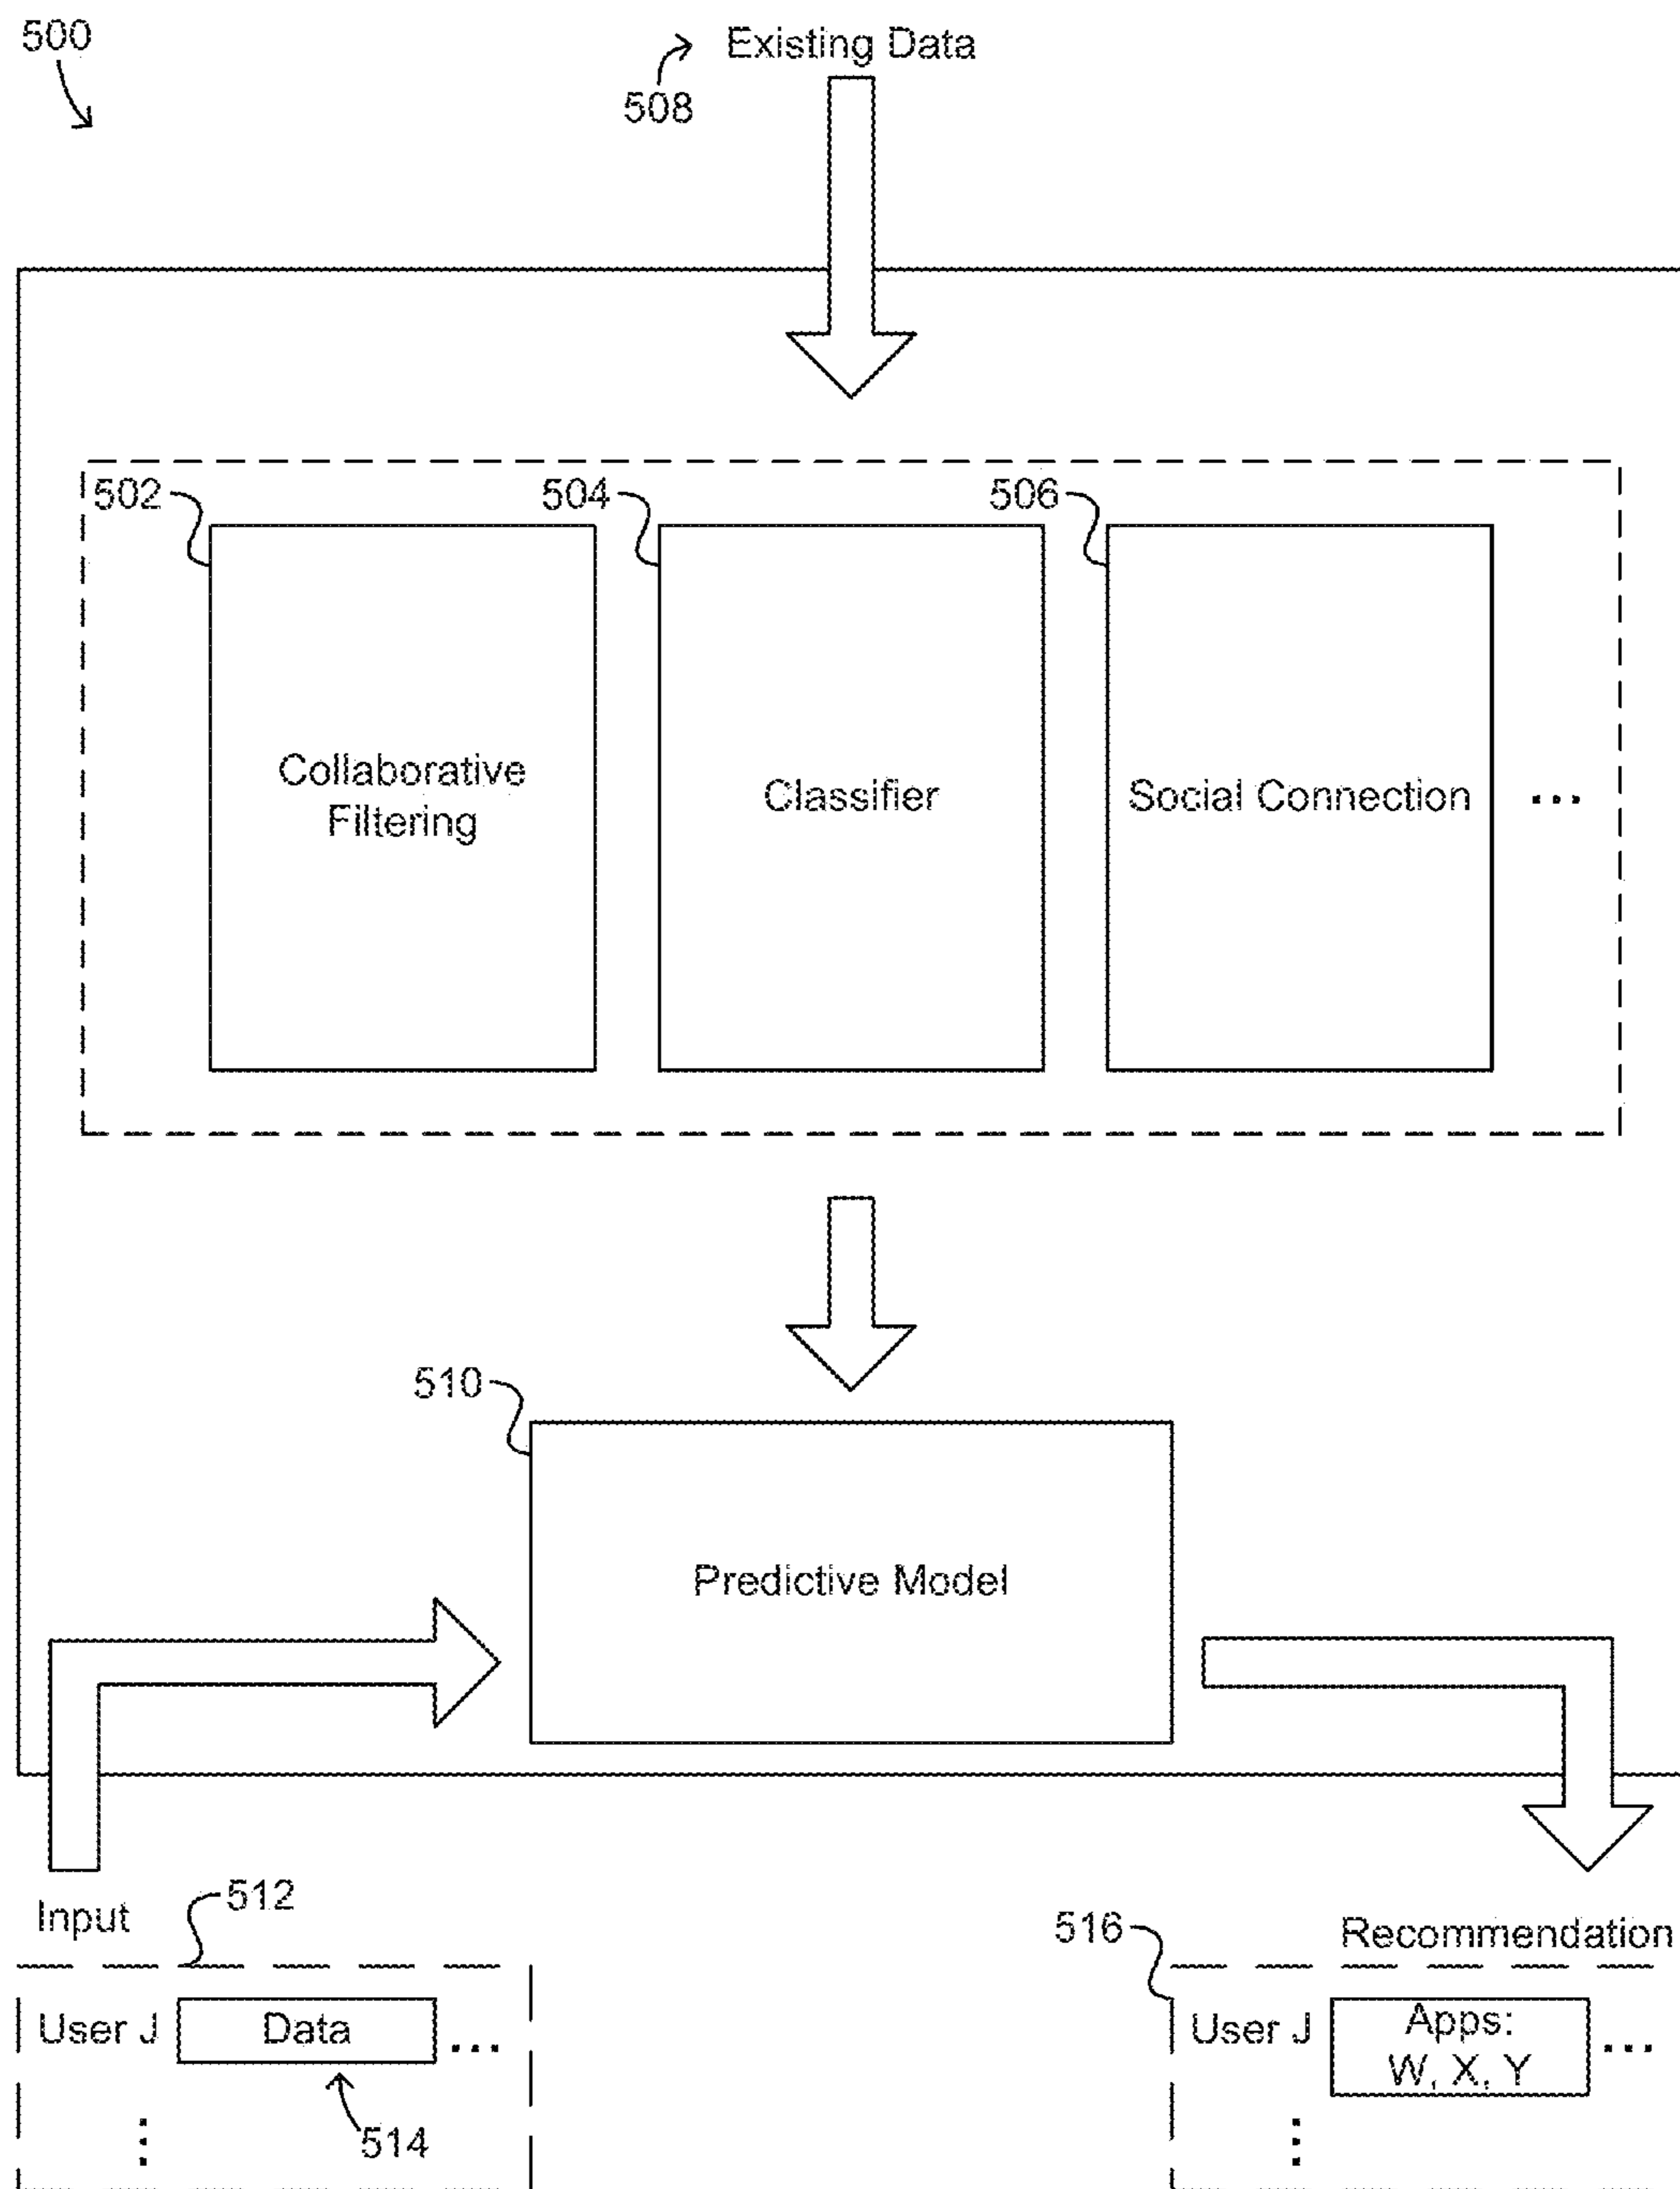 500
Existing Data
508
502
504
506
Collaborative
Filtering
Classifier
Social Connection
...
510
Predictive Model
Input
512
516
Recommendation
User J
Data
...
514
User J
Apps:
W, X, Y
...